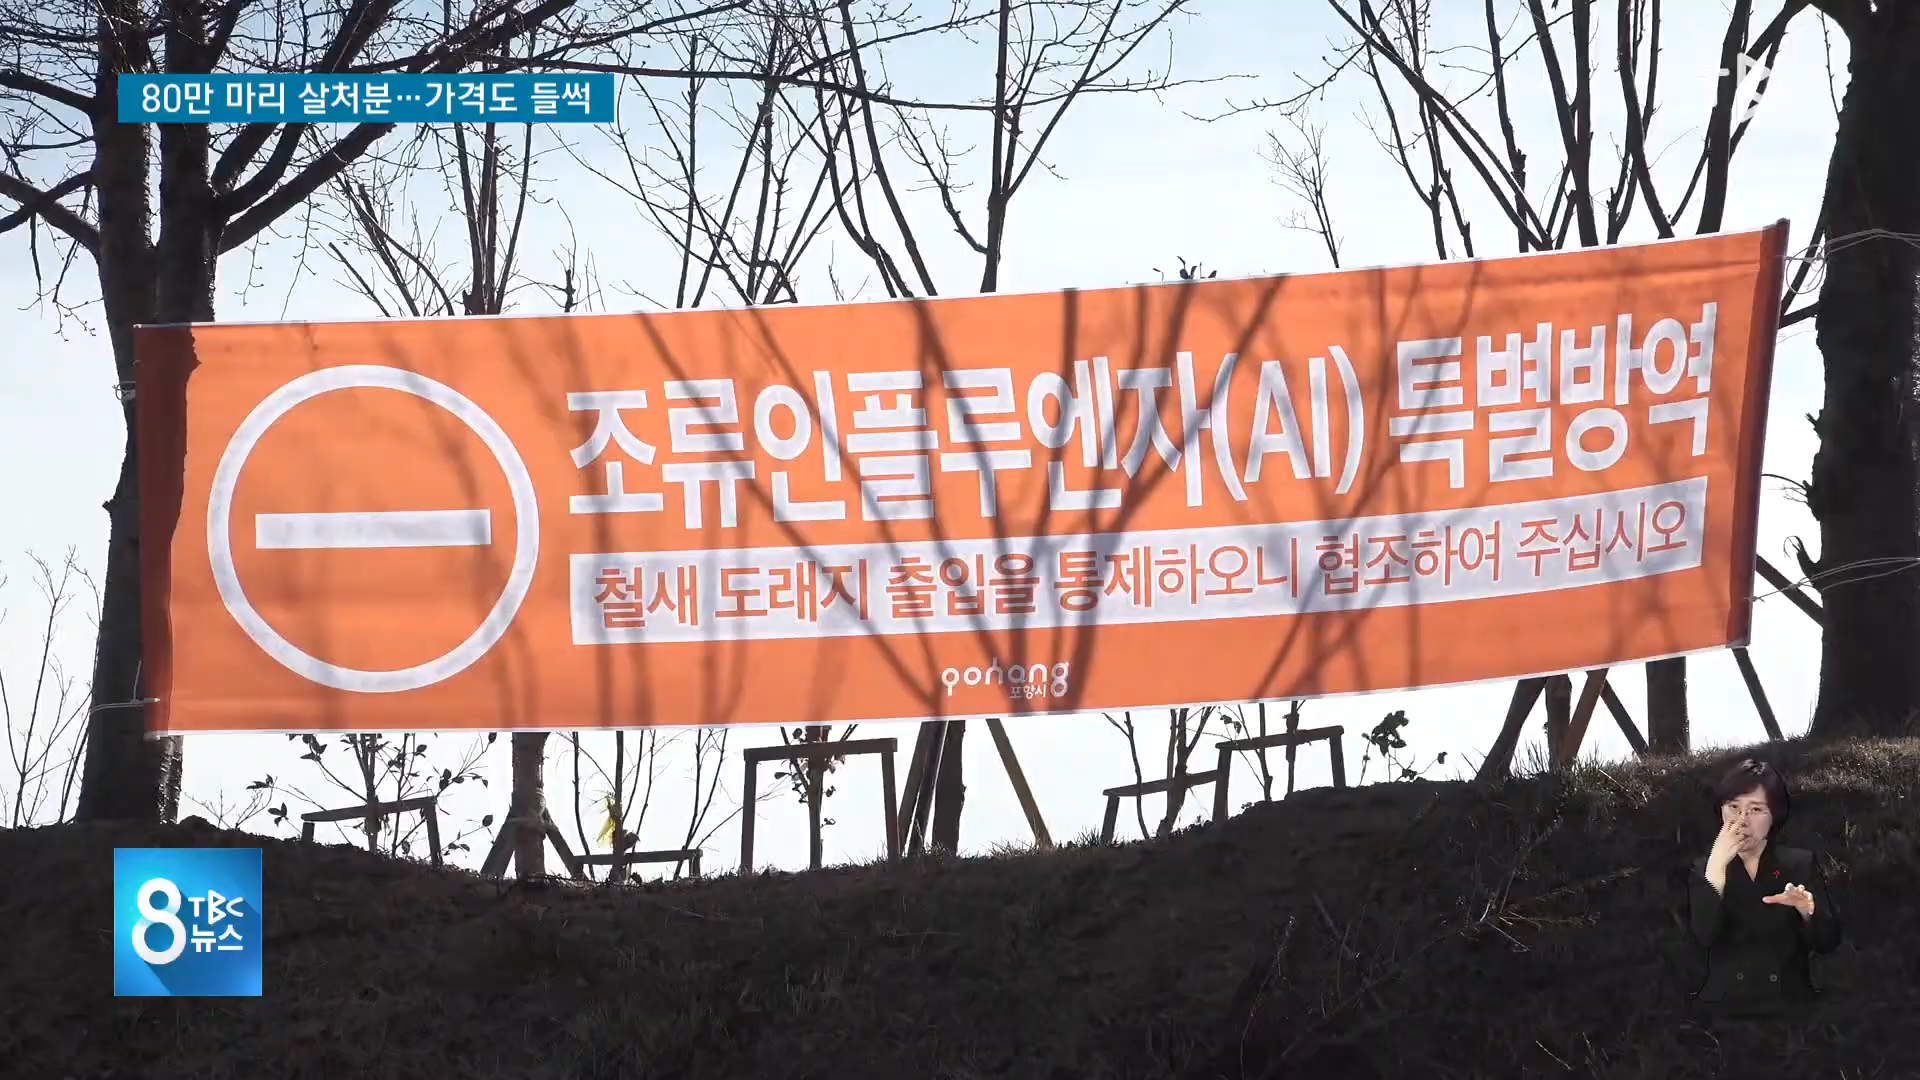 80만 마리 살처분…가격도 들썩
TBC
조류인플루엔자(AI) 특별방역
철새 도래지 출입을 통제하오니 협조하여 주십시오
pohang
포항시
8 TBC
뉴스